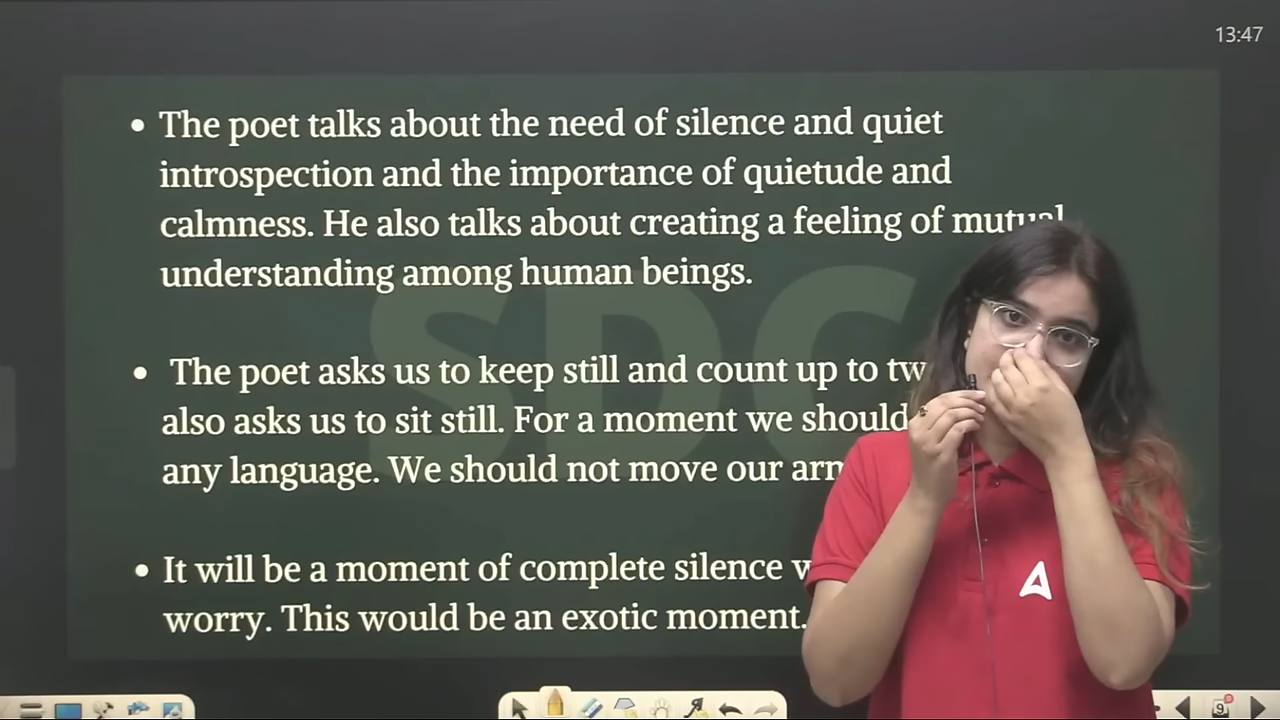 13:47
• The poet talks about the need of silence and quiet
introspection and the importance of quietude and
calmness. He also talks about creating a feeling of mutual
understanding among human beings.
• The poet asks us to keep still and count up to
also asks us to sit still. For a moment we should
any language. We should not move our
• It will be a moment of complete silence
worry. This would be an exotic moment.
SDC
9